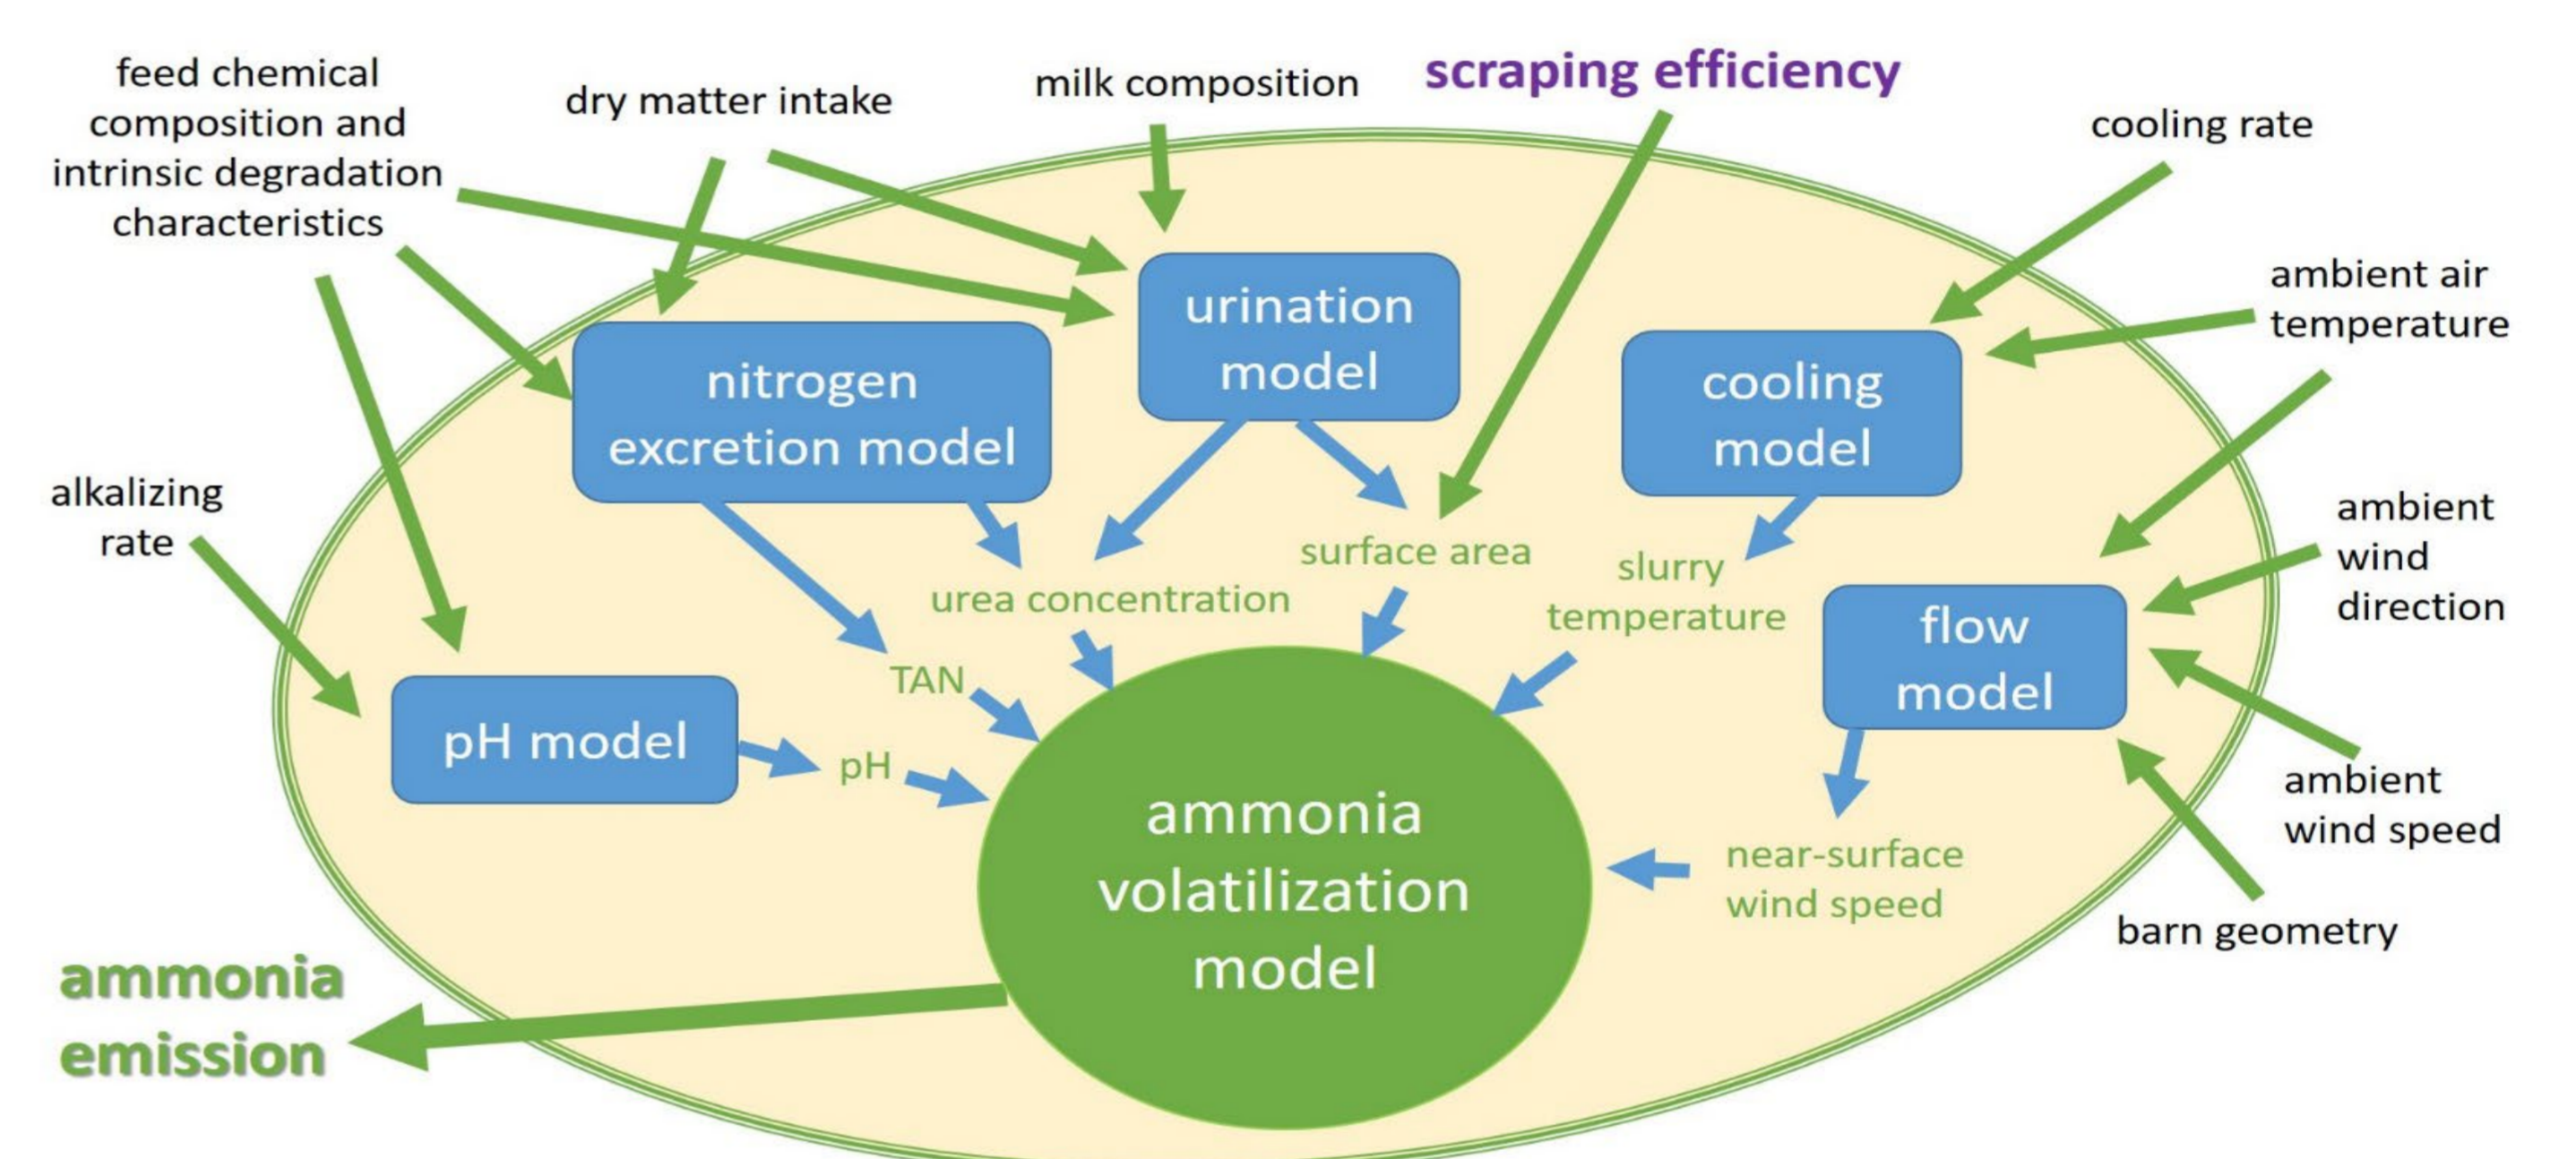 feed chemical
composition and
intrinsic degradation
characteristics
dry matter intake
milk composition
scraping efficiency
cooling rate
ambient air
temperature
urination
model
nitrogen
excretion model
cooling
model
alkalizing
rate
ambient
wind
direction
surface area
slurry
temperature
urea concentration
flow
model
TAN
pH model
pH
ambient
wind speed
ammonia
volatilization
model
near-surface
wind speed
barn geometry
ammonia
emission